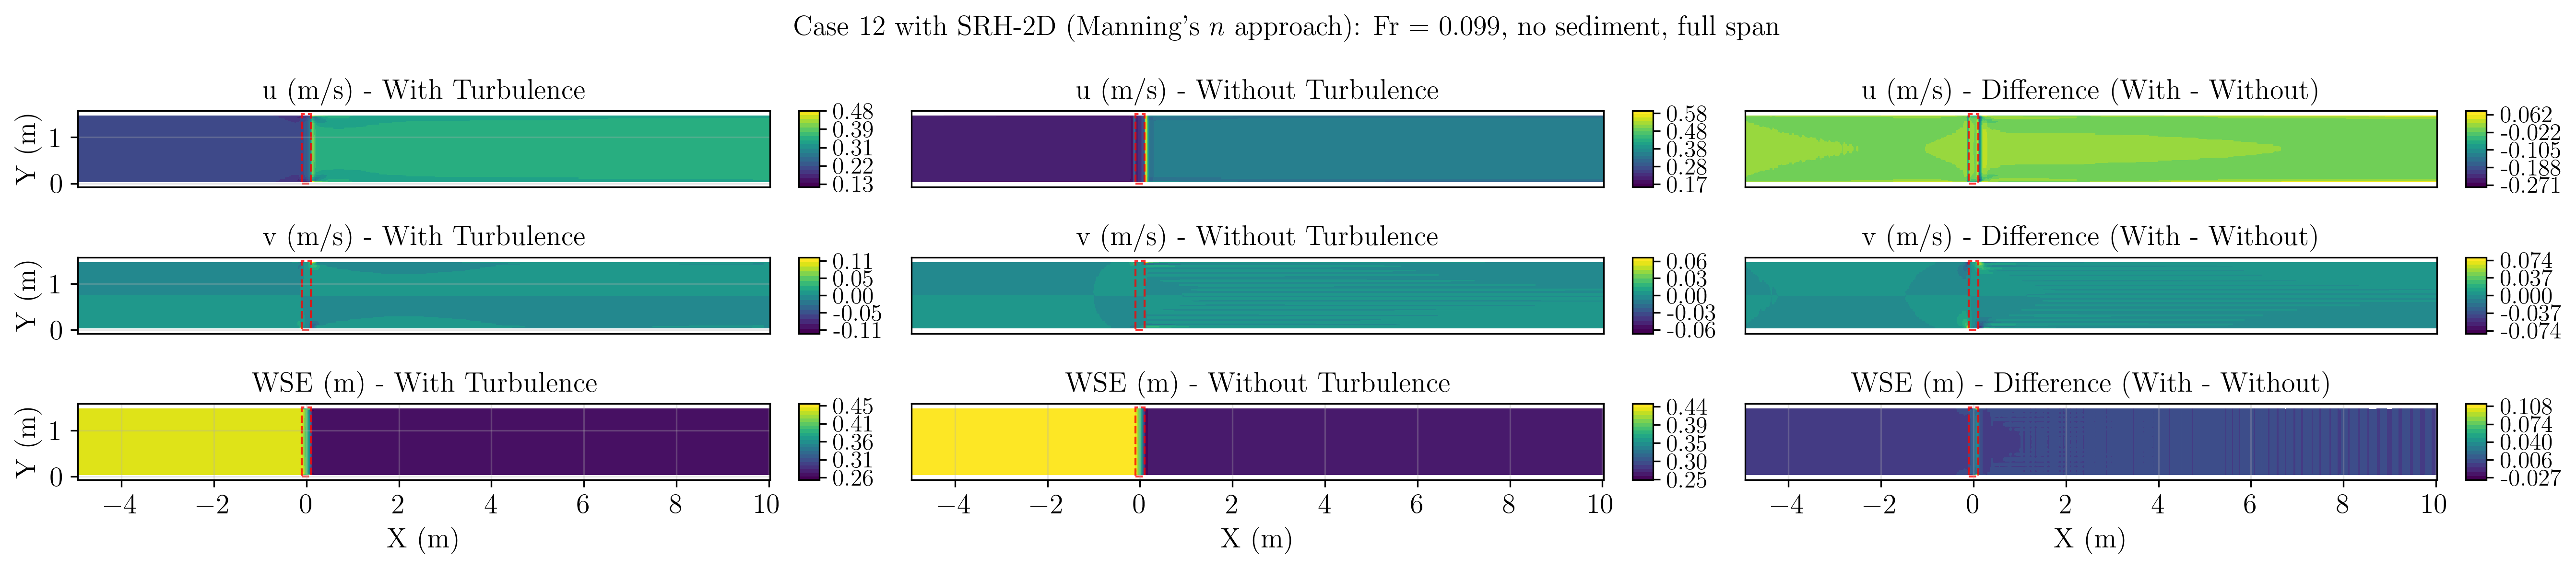 Case 12 with SRH-2D (Manning's n approach): Fr = 0.099, no sediment, full span
u (m/s) - With Turbulence
u (m/s) - Without Turbulence
u (m/s) - Difference (With - Without)
Y (m)
1
0
0.48
0.39
0.31
0.22
0.13
0.58
0.48
0.38
0.28
0.17
0.062
-0.022
-0.105
-0.188
-0.271
v (m/s) - With Turbulence
v (m/s) - Without Turbulence
v (m/s) - Difference (With - Without)
Y (m)
1
0
0.11
0.05
0.00
-0.05
-0.11
0.06
0.03
0.00
-0.03
-0.06
0.074
0.037
0.000
-0.037
-0.074
WSE (m) - With Turbulence
WSE (m) - Without Turbulence
WSE (m) - Difference (With - Without)
Y (m)
1
0
0.45
0.41
0.36
0.31
0.26
0.44
0.39
0.35
0.30
0.25
0.108
0.074
0.040
0.006
-0.027
−4 −2 0 2 4 6 8 10
−4 −2 0 2 4 6 8 10
−4 −2 0 2 4 6 8 10
X (m)
X (m)
X (m)